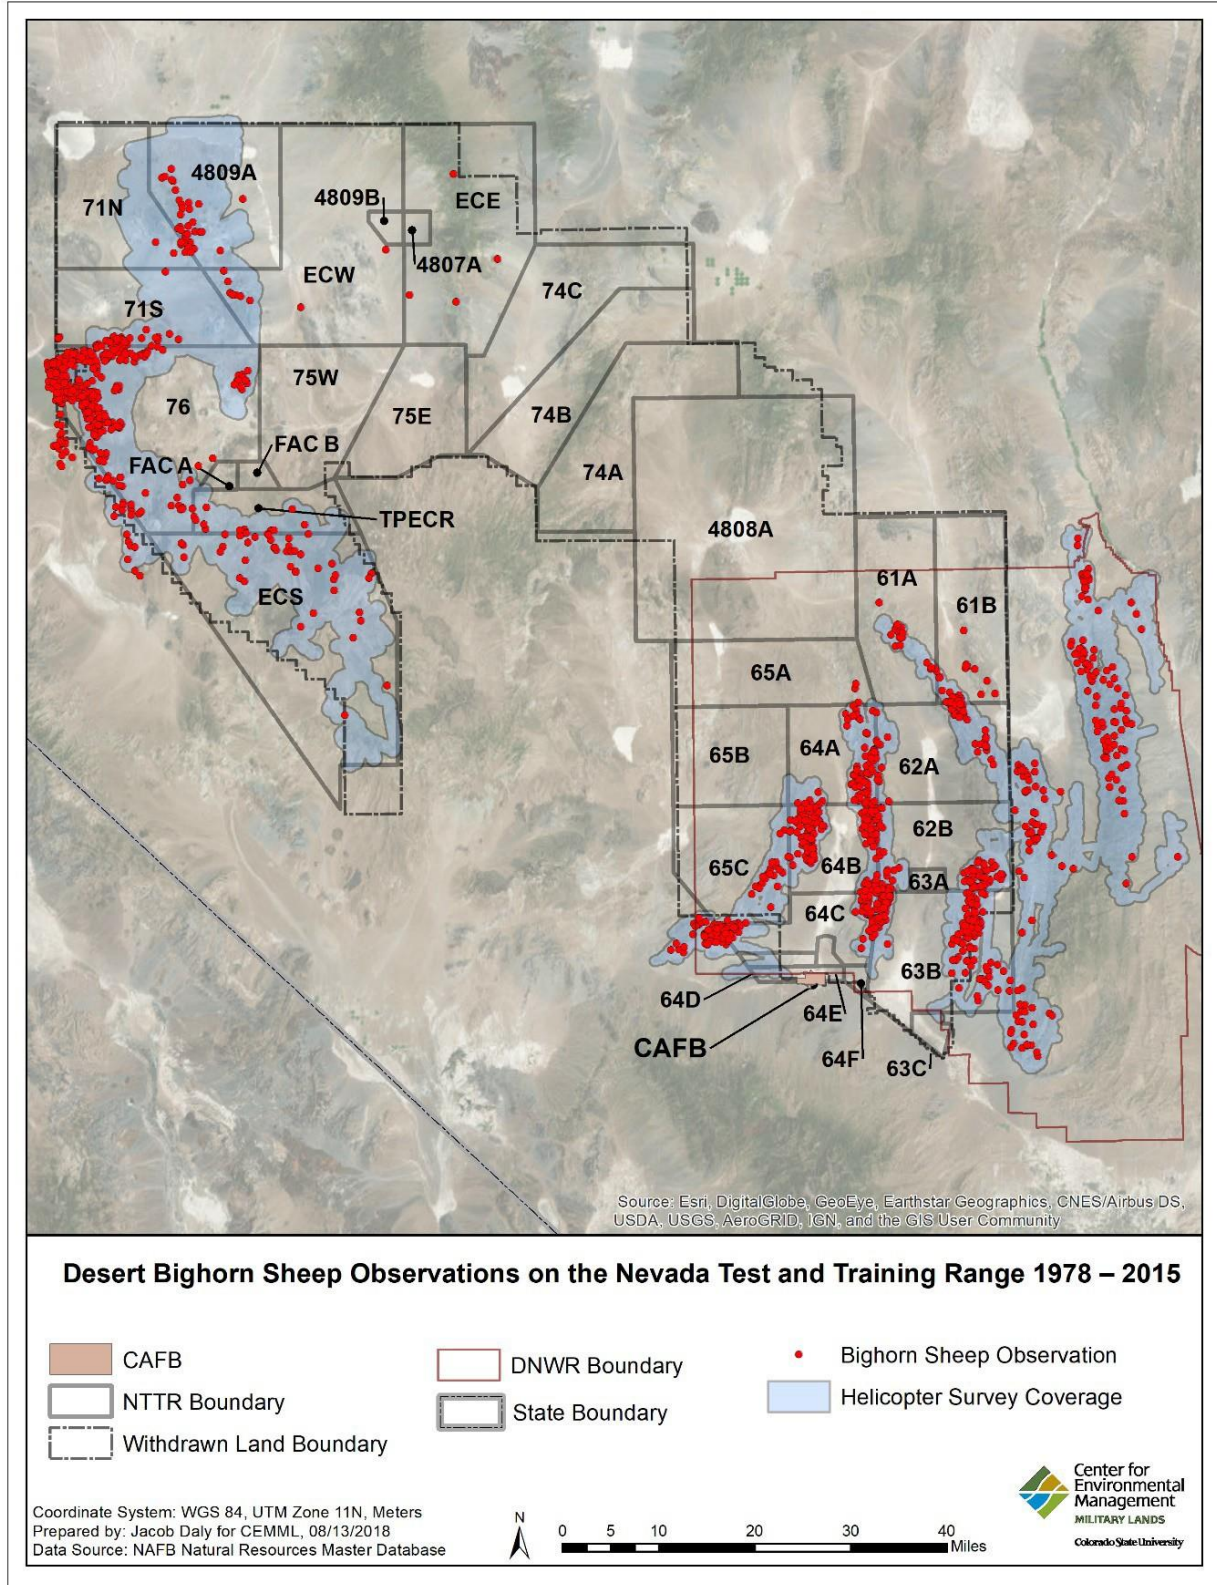 4809A
71N
4809B
ECE
4807A
ECW
71S
74C
75W
76
75E
74B
FAC B
FAC A
74A
TPECR
4808A
61A
ECS
61B
65A
64A
65B
62A
62B
65C
64B
63A
64C
63B
64D
64E
CAFB
64F
63C
Source: Esri, DigitalGlobe, GeoEye, Earthstar Geographics, CNES/Airbus DS,
USDA, USGS, AeroGRID, IGN, and the GIS User Community
Desert Bighorn Sheep Observations on the Nevada Test and Training Range 1978 – 2015
CAFB
NTTR Boundary
Withdrawn Land Boundary
DNWR Boundary
State Boundary
Bighorn Sheep Observation
Helicopter Survey Coverage
Coordinate System: WGS 84, UTM Zone 11N, Meters
Prepared by: Jacob Daly for CEMML, 08/13/2018
Data Source: NAFB Natural Resources Master Database
N
0 5 10 20 30 40
Miles
Center for
Environmental
Management
MILITARY LANDS
Colorado State University